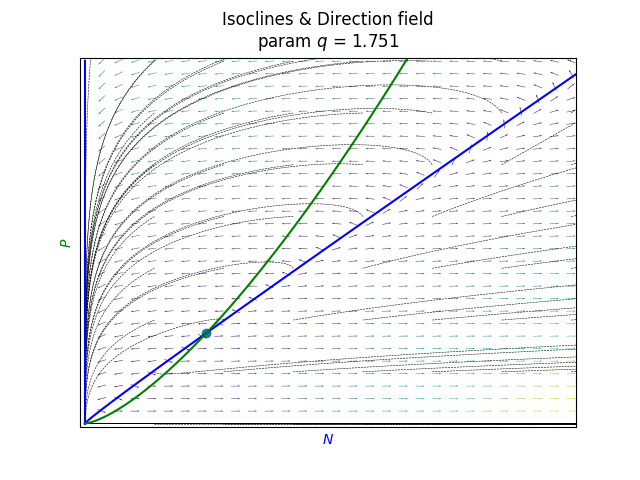 Isoclines & Direction field
param q = 1.751
P
N